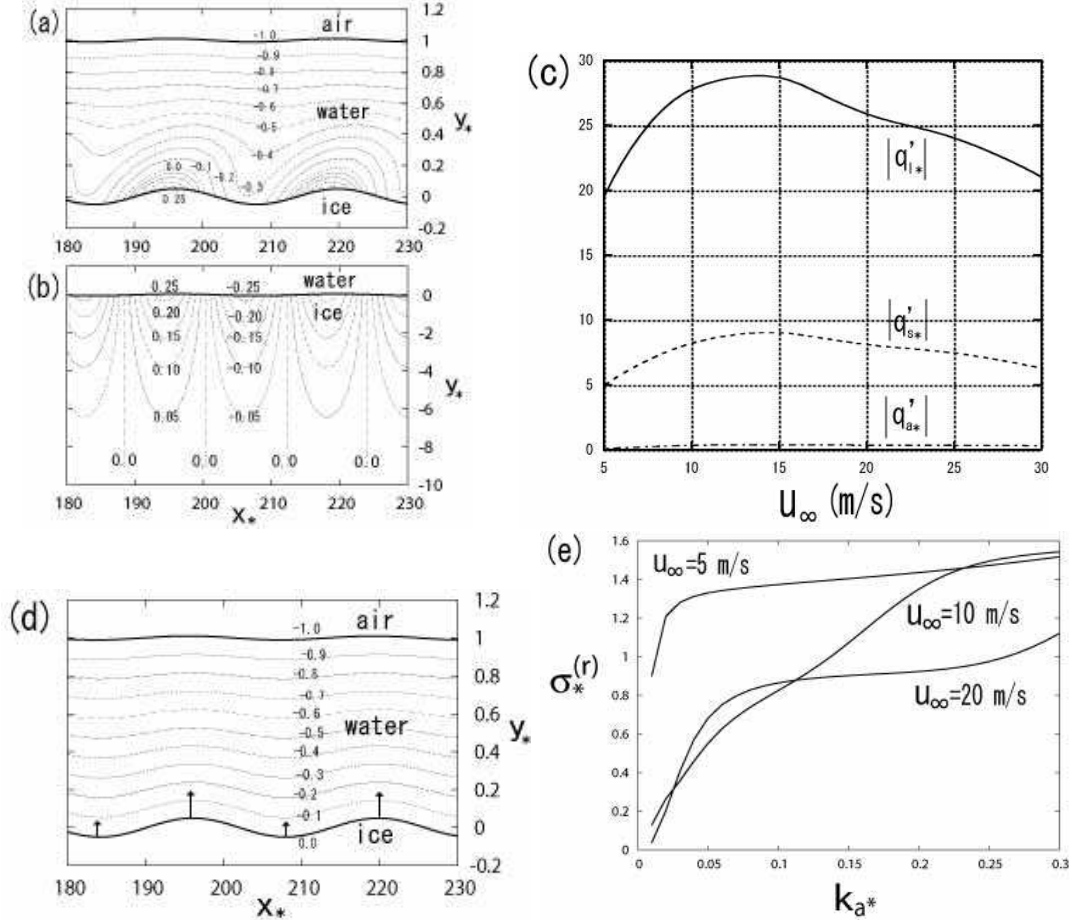 (a)
air
water
ice
-1.0
-0.9
-0.8
-0.7
-0.6
-0.5
-0.4
-0.3
-0.2
-0.1
0.0
0.25
1.2
1
0.8
0.6
0.4
0.2
0
-0.2
y*
180 190 200 210 220 230
(b)
water
ice
0.25 -0.25
0.20 -0.20
0.15 -0.15
0.10 -0.10
0.05 -0.05
0.0 0.0 0.0 0.0
0
-2
-4
-6
-8
-10
y*
180 190 200 210 220 230
x*
(c)
30
25
20
15
10
5
0
|q'l*|
|q's*|
|q'a*|
5 10 15 20 25 30
u∞ (m/s)
(d)
air
water
ice
-1.0
-0.9
-0.8
-0.7
-0.6
-0.5
-0.4
-0.3
-0.2
-0.1
0.0
1.2
1
0.8
0.6
0.4
0.2
0
-0.2
y*
180 190 200 210 220 230
x*
(e)
1.6
1.4
1.2
1
0.8
0.6
0.4
0.2
0
σ*(r)
u∞=5 m/s
u∞=10 m/s
u∞=20 m/s
0 0.05 0.1 0.15 0.2 0.25 0.3
ka*